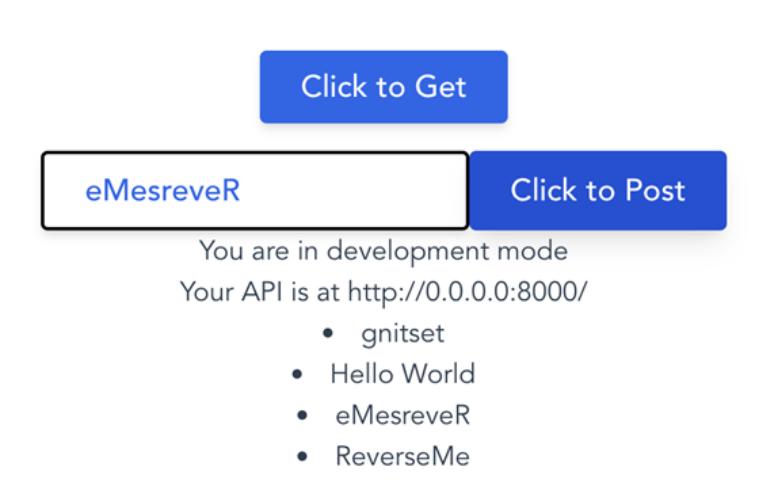 Click to Get
eMesreveR
Click to Post
You are in development mode
Your API is at http://0.0.0.0:8000/
• gnitset
• Hello World
• eMesreveR
• ReverseMe